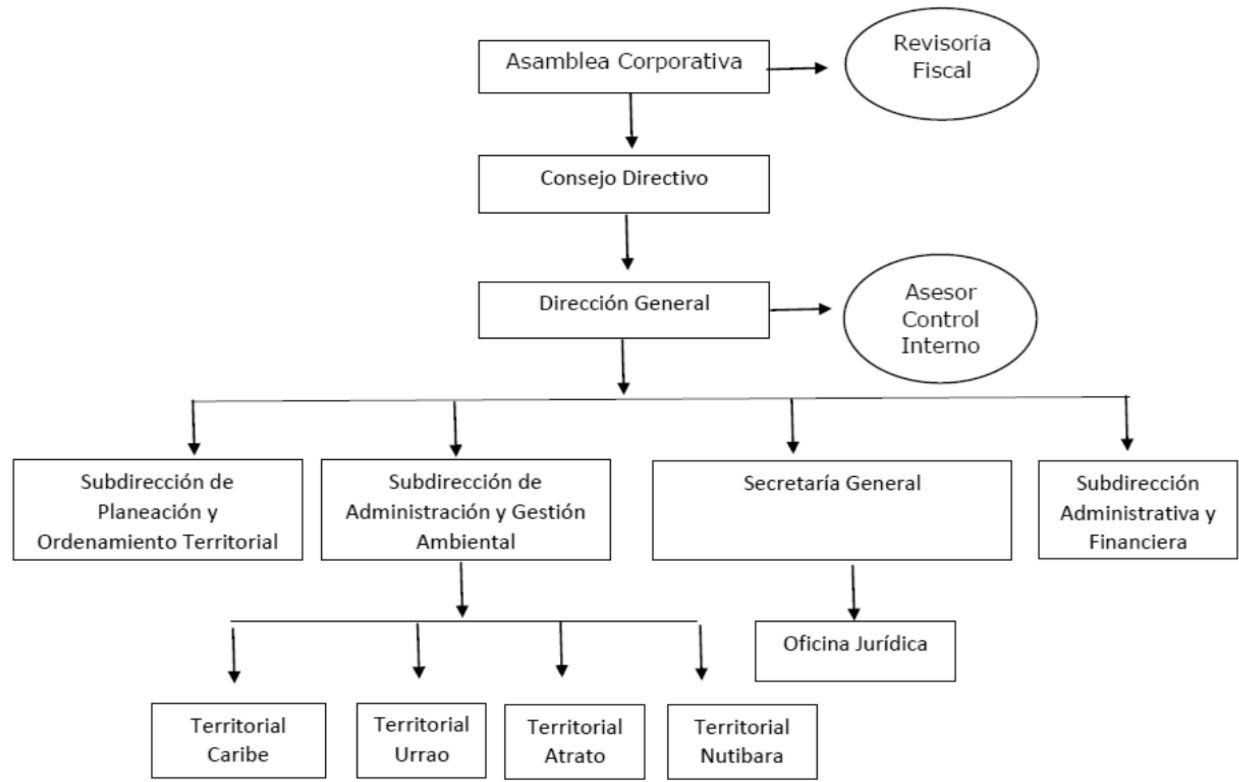 Asamblea Corporativa
Revisoría
Fiscal
Consejo Directivo
Dirección General
Asesor
Control
Interno
Subdirección de
Planeación y
Ordenamiento Territorial
Subdirección de
Administración y Gestión
Ambiental
Secretaría General
Subdirección
Administrativa y
Financiera
Oficina Jurídica
Territorial
Caribe
Territorial
Urrao
Territorial
Atrato
Territorial
Nutibara